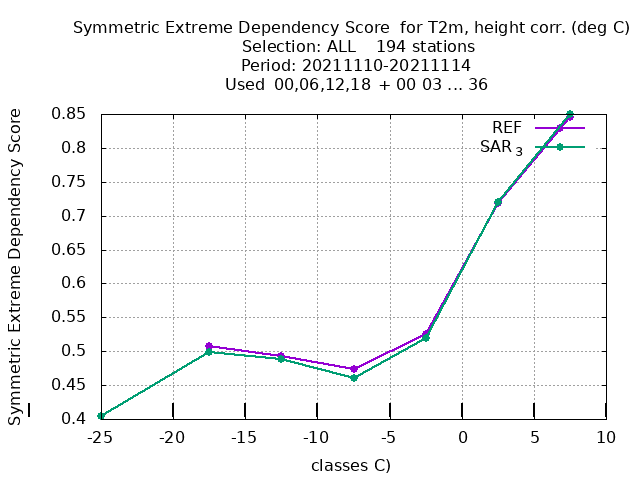 Symmetric Extreme Dependency Score for T2m, height corr. (deg C)
Selection: ALL 194 stations
Period: 20211110-20211114
Used 00,06,12,18 + 00 03 ... 36
Symmetric Extreme Dependency Score
0.85
0.8
0.75
0.7
0.65
0.6
0.55
0.5
0.45
0.4
REF
SAR 3
-25 -20 -15 -10 -5 0 5 10
classes C)